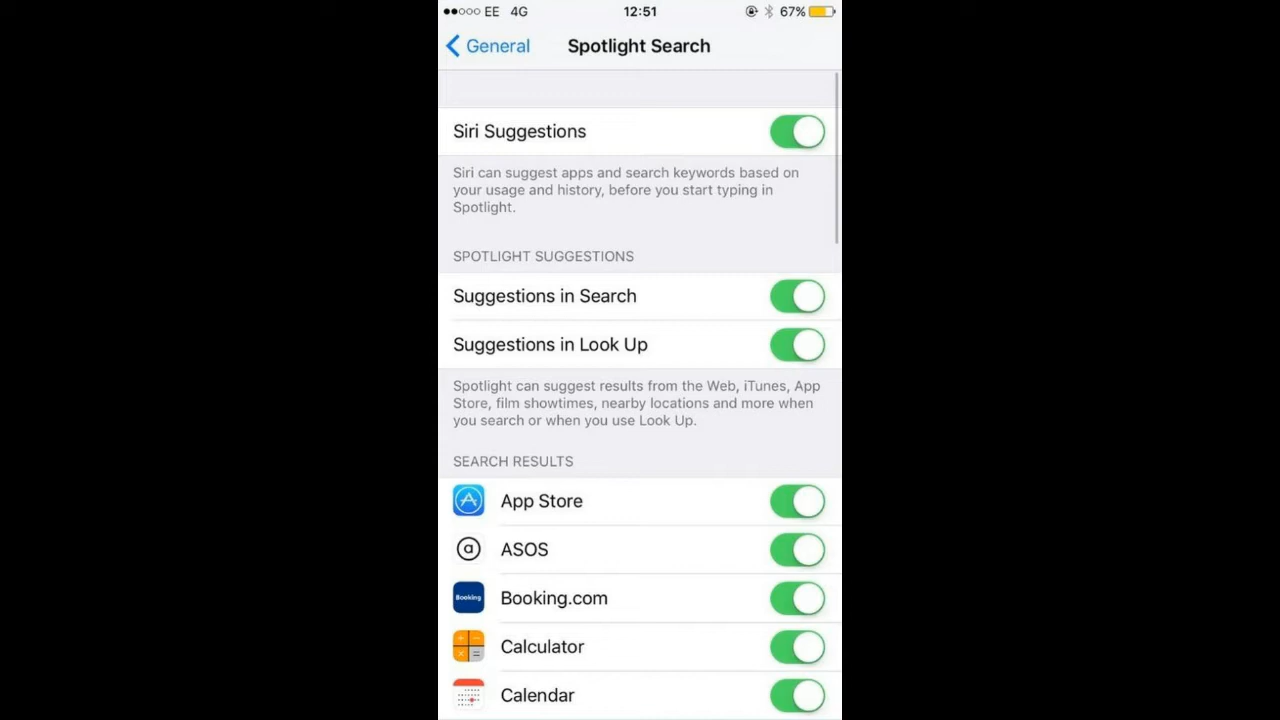 EE 4G 12:51 67%
General Spotlight Search
Siri Suggestions
Siri can suggest apps and search keywords based on
your usage and history, before you start typing in
Spotlight.
SPOTLIGHT SUGGESTIONS
Suggestions in Search
Suggestions in Look Up
Spotlight can suggest results from the Web, iTunes, App
Store, film showtimes, nearby locations and more when
you search or when you use Look Up.
SEARCH RESULTS
App Store
a ASOS
Booking Booking.com
Calculator
Calendar